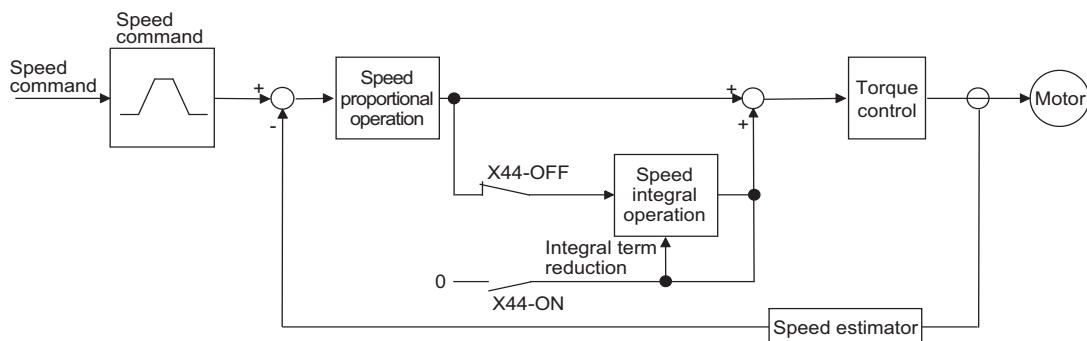 Speed
command
Speed
command
+
-
Speed
proportional
operation
+
+
Torque
control
Motor
X44-OFF
Speed
integral
operation
Integral term
reduction
0
X44-ON
Speed estimator